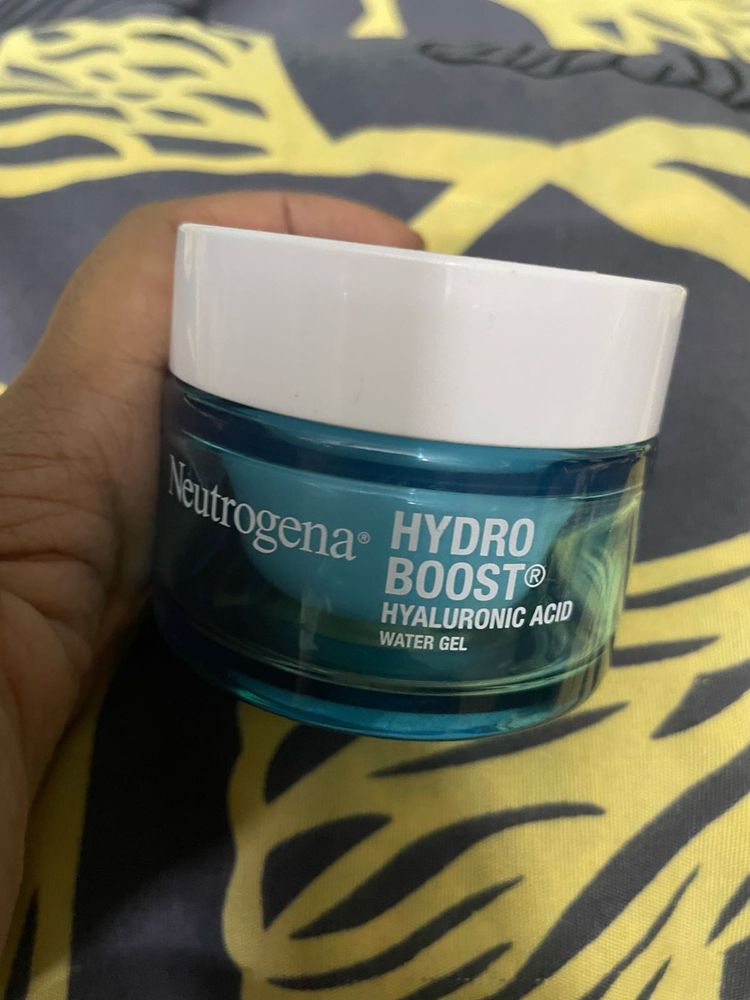 Neutrogena®
HYDRO
BOOST®
HYALURONIC ACID
WATER GEL